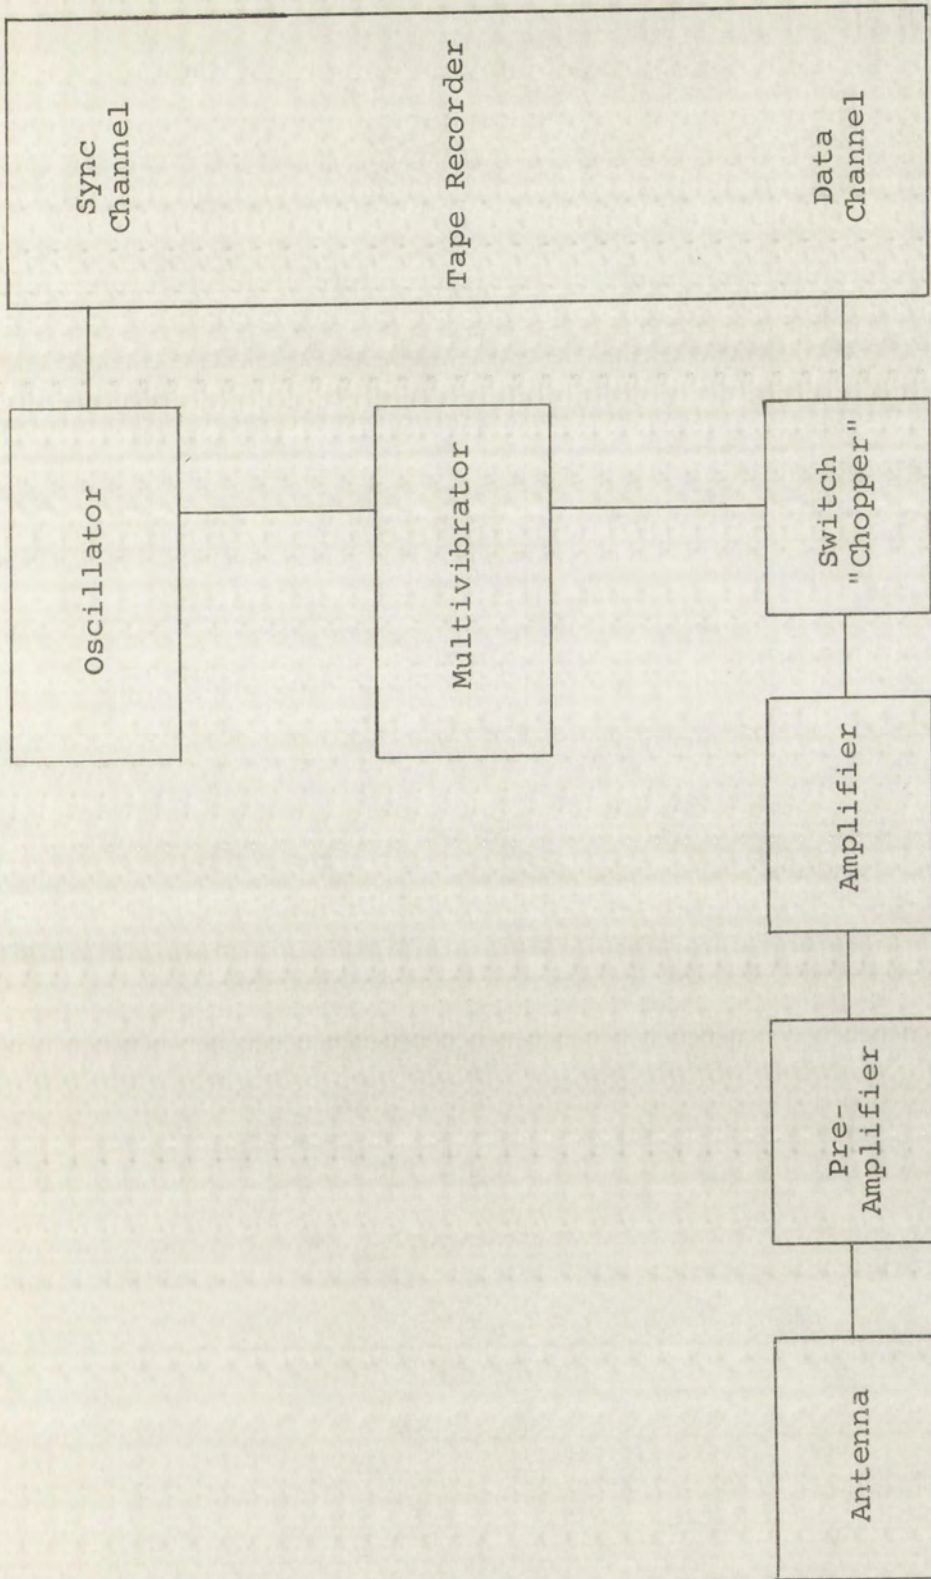 Oscillator
Sync
Channel
Multivibrator
Tape Recorder
Antenna
Pre-
Amplifier
Amplifier
Switch
"Chopper"
Data
Channel